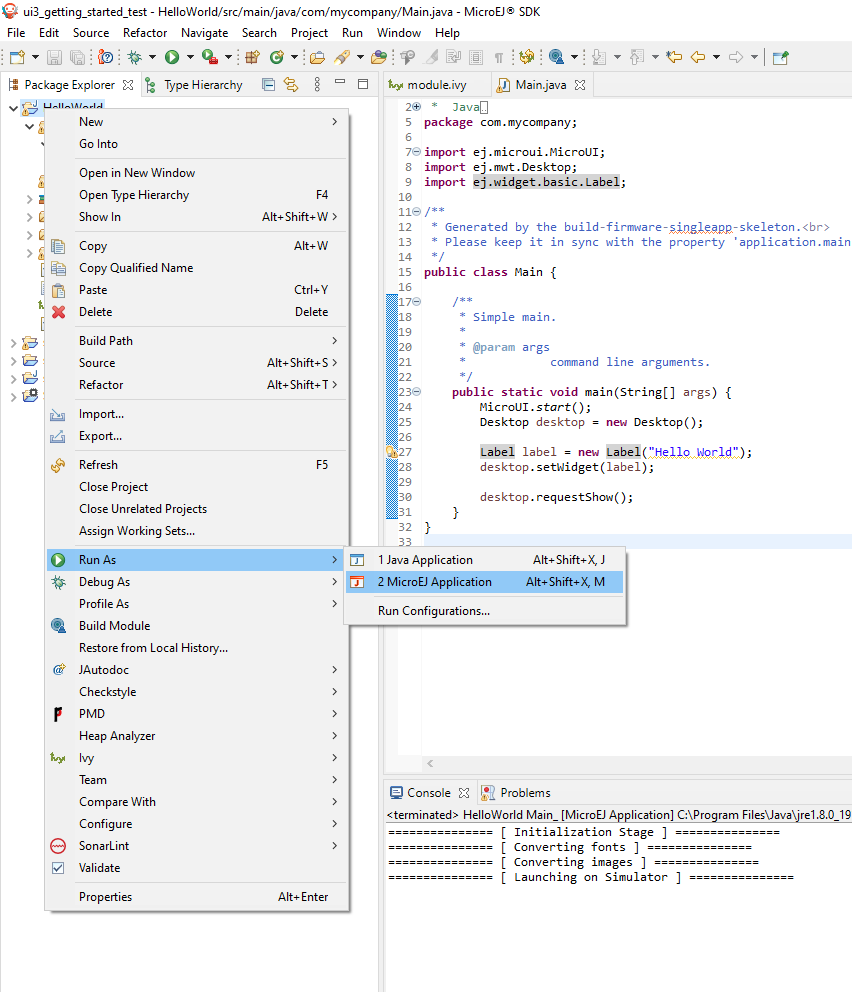 ui3_getting_started_test - HelloWorld/src/main/java/com/mycompany/Main.java - MicroEJ® SDK
File Edit Source Refactor Navigate Search Project Run Window Help
Package Explorer Type Hierarchy
HelloWorld
New
Go Into
Open in New Window
Open Type Hierarchy F4
Show In Alt+Shift+W
Copy Alt+W
Copy Qualified Name
Paste Ctrl+Y
Delete Delete
Build Path
Source Alt+Shift+S
Refactor Alt+Shift+T
Import...
Export...
Refresh F5
Close Project
Close Unrelated Projects
Assign Working Sets...
Run As
Debug As
Profile As
Build Module
Restore from Local History...
JAutodoc
Checkstyle
PMD
Heap Analyzer
Ivy
Team
Compare With
Configure
SonarLint
Validate
Properties Alt+Enter
1 Java Application Alt+Shift+X, J
2 MicroEJ Application Alt+Shift+X, M
Run Configurations...
module.ivy Main.java
2 * Java
5 package com.mycompany;
6
7 import ej.microui.MicroUI;
8 import ej.mwt.Desktop;
9 import ej.widget.basic.Label;
10
11 /**
12 * Generated by the build-firmware-singleapp-skeleton.<br>
13 * Please keep it in sync with the property 'application.main
14 */
15 public class Main {
16
17 /**
18 * Simple main.
19 *
20 * @param args
21 * command line arguments.
22 */
23 public static void main(String[] args) {
24 MicroUI.start();
25 Desktop desktop = new Desktop();
26
27 Label label = new Label("Hello World");
28 desktop.setWidget(label);
29
30 desktop.requestShow();
31 }
32 }
33
Console Problems
<terminated> HelloWorld Main_ [MicroEJ Application] C:\Program Files\Java\jre1.8.0_19
=============== [ Initialization Stage ] ===============
=============== [ Converting fonts ] ===============
=============== [ Converting images ] ===============
=============== [ Launching on Simulator ] ===============